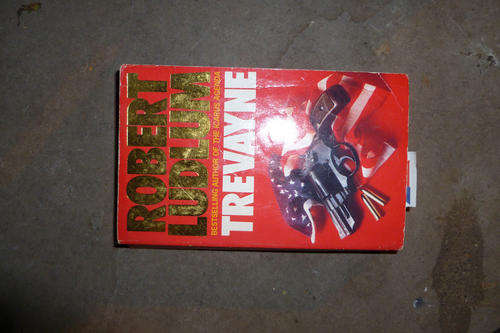 ROBERT
LUDLUM
BESTSELLING AUTHOR OF THE ICARUS AGENDA
TREVAYNE